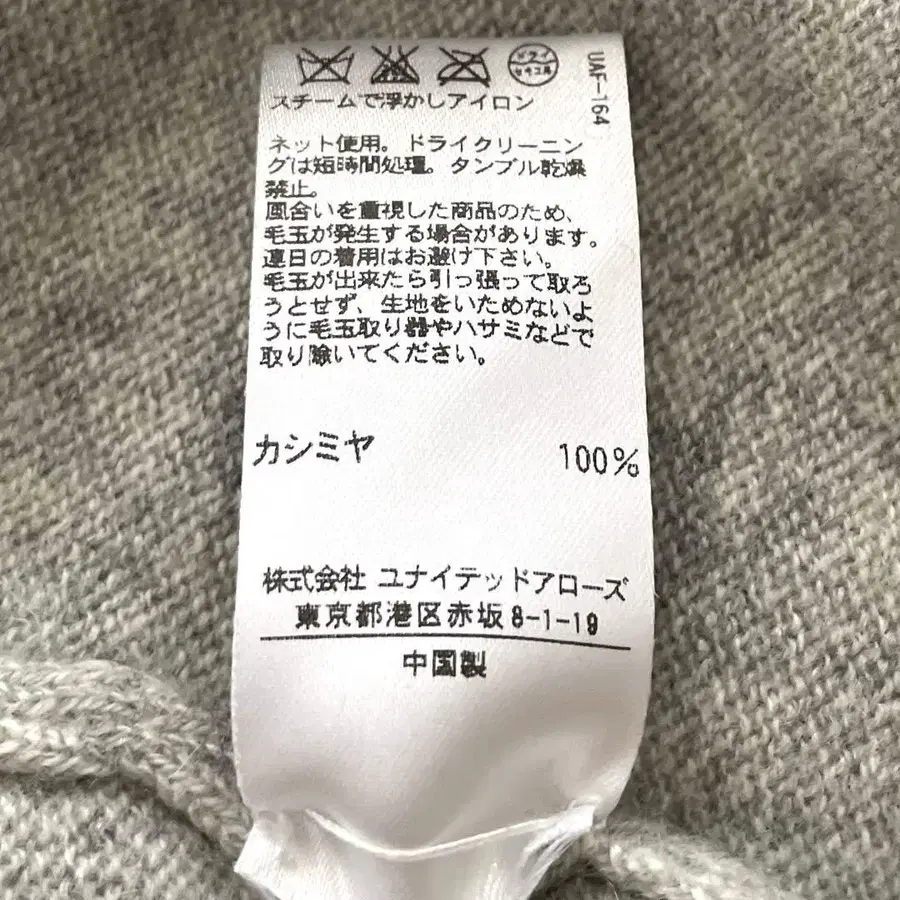 ドライ
セキユ系
UAF-164
スチームで浮かしアイロン
ネット使用。ドライクリーニン
グは短時間処理。タンブル乾燥
禁止。
風合いを重視した商品のため、
毛玉が発生する場合があります。
連日の着用はお避け下さい。
毛玉が出来たら引っ張って取ろ
うとせず、生地をいためないよ
うに毛玉取り器やハサミなどで
取り除いてください。
カシミヤ 100%
株式会社 ユナイテッドアローズ
東京都港区赤坂8-1-19
中国製